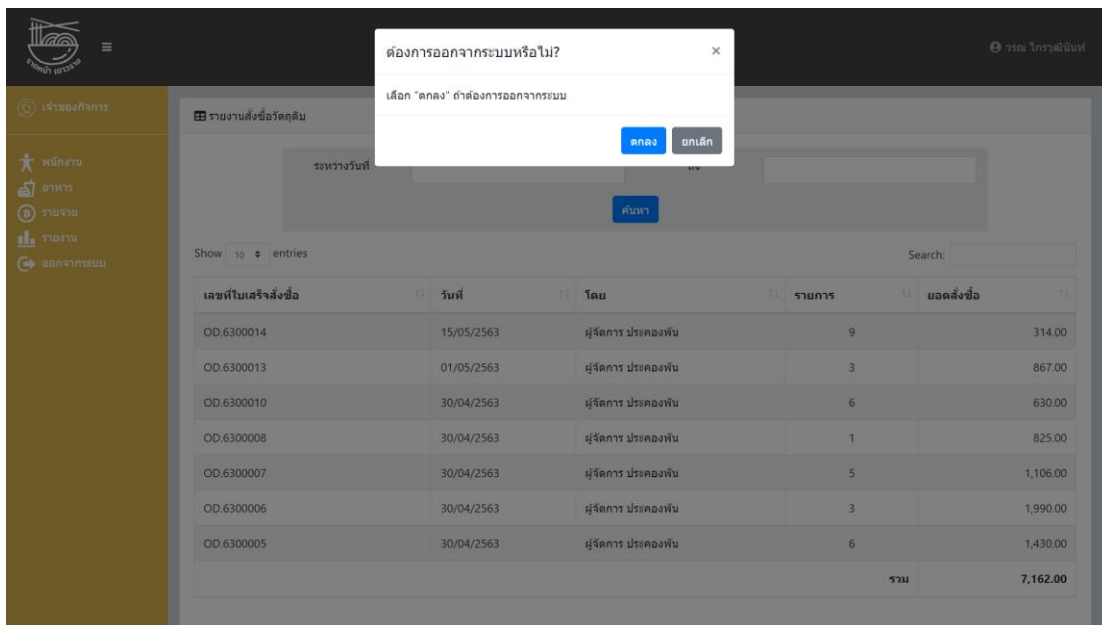 ราดหน้า เยาวราช
วรณ ไกรวุฒินันท์
ต้องการออกจากระบบหรือไม่? ×
เลือก "ตกลง" ถ้าต้องการออกจากระบบ
ตกลง ยกเลิก
เจ้าของกิจการ
พนักงาน
อาหาร
รายจ่าย
รายงาน
ออกจากระบบ
รายงานสั่งซื้อวัตถุดิบ
ระหว่างวันที่
ค้นหา
Show 10 entries Search:
เลขที่ใบเสร็จสั่งซื้อ วันที่ โดย รายการ ยอดสั่งซื้อ
OD.6300014 15/05/2563 ผู้จัดการ ประคองพัน 9 314.00
OD.6300013 01/05/2563 ผู้จัดการ ประคองพัน 3 867.00
OD.6300010 30/04/2563 ผู้จัดการ ประคองพัน 6 630.00
OD.6300008 30/04/2563 ผู้จัดการ ประคองพัน 1 825.00
OD.6300007 30/04/2563 ผู้จัดการ ประคองพัน 5 1,106.00
OD.6300006 30/04/2563 ผู้จัดการ ประคองพัน 3 1,990.00
OD.6300005 30/04/2563 ผู้จัดการ ประคองพัน 6 1,430.00
รวม 7,162.00